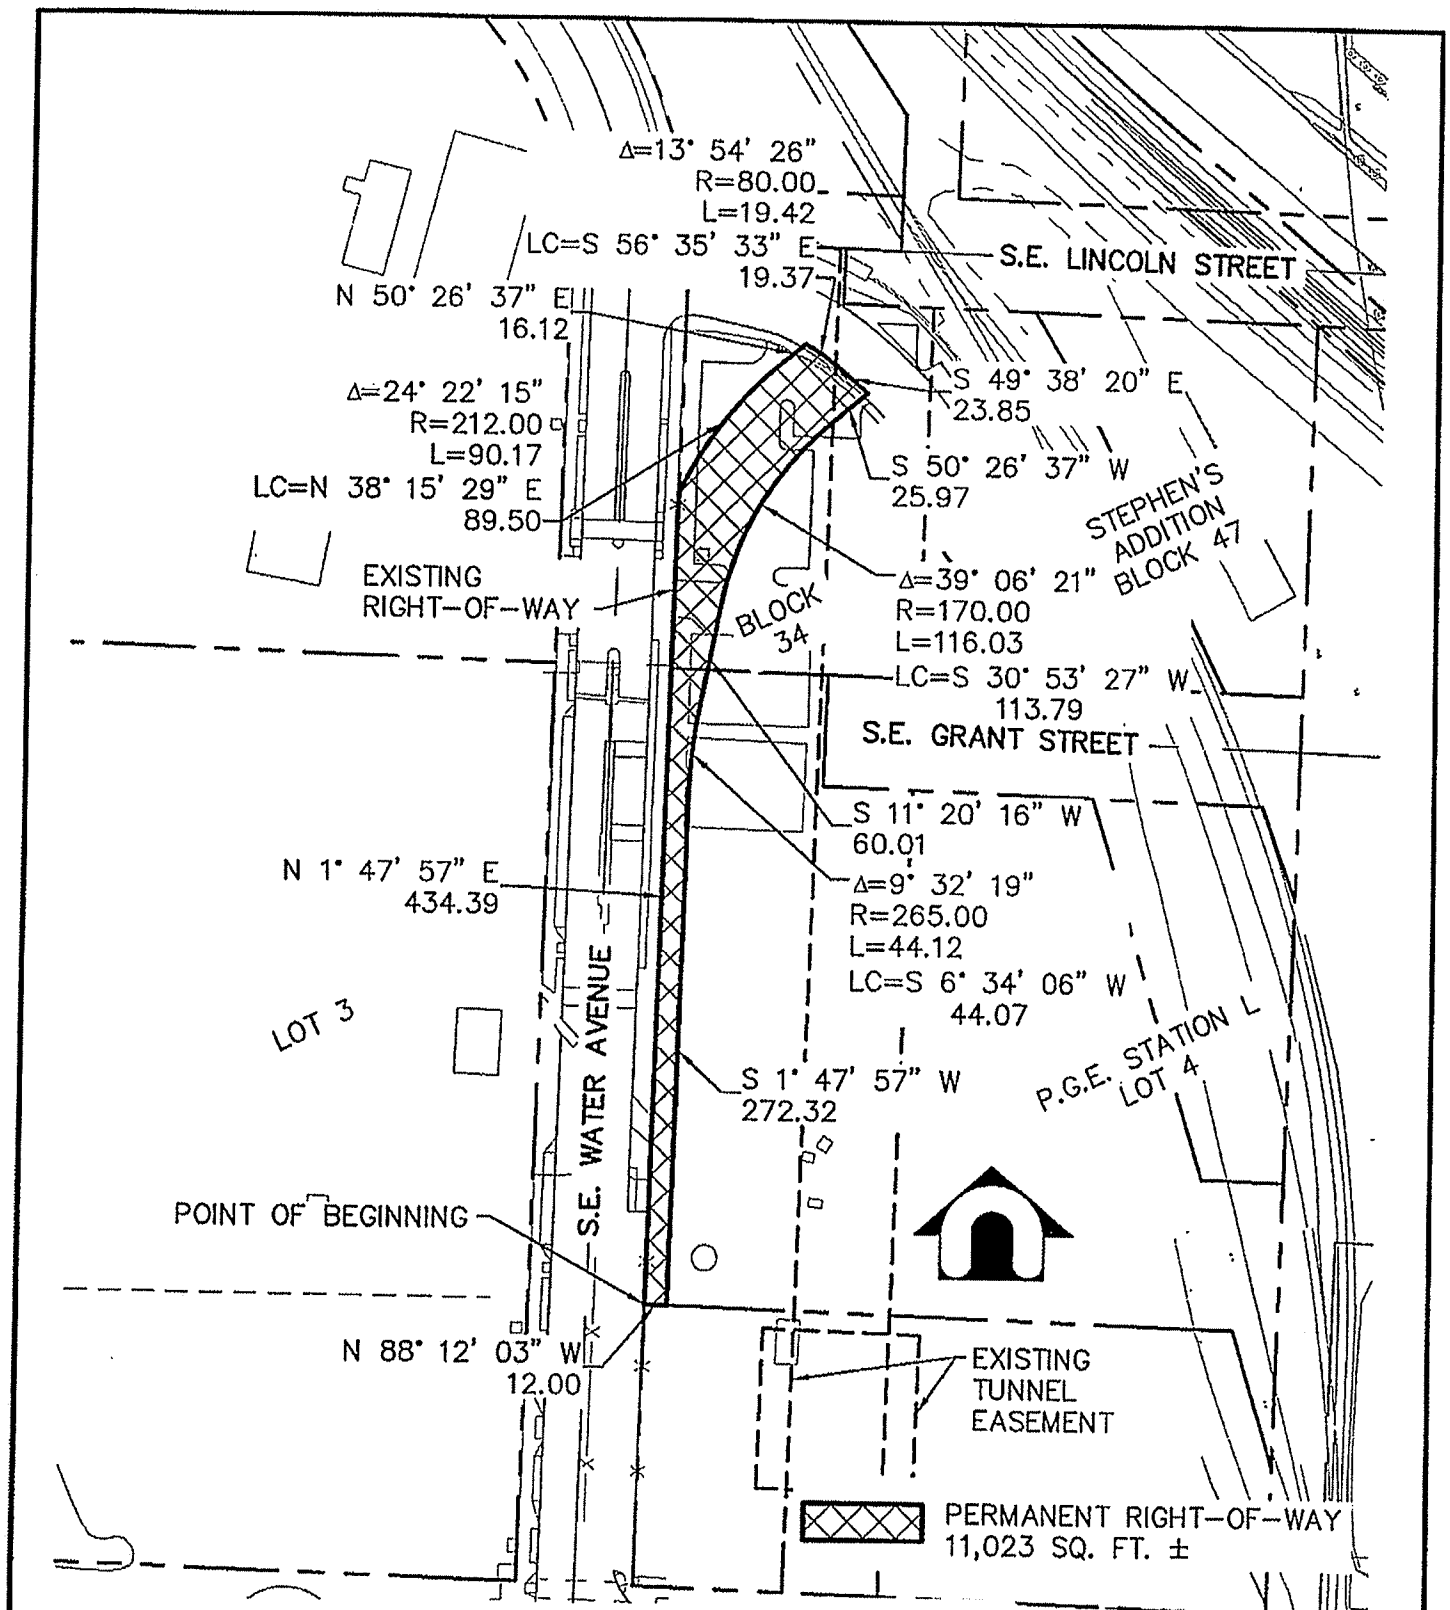 Δ=13° 54' 26"
R=80.00
L=19.42
LC=S 56° 35' 33" E
19.37
S.E. LINCOLN STREET
N 50° 26' 37" E
16.12
Δ=24° 22' 15"
R=212.00
L=90.17
LC=N 38° 15' 29" E
89.50
S 49° 38' 20" E
23.85
S 50° 26' 37" W
25.97
STEPHEN'S
ADDITION
BLOCK 47
EXISTING
RIGHT-OF-WAY
BLOCK
34
Δ=39° 06' 21"
R=170.00
L=116.03
LC=S 30° 53' 27" W
113.79
S.E. GRANT STREET
S 11° 20' 16" W
60.01
N 1° 47' 57" E
434.39
Δ=9° 32' 19"
R=265.00
L=44.12
LC=S 6° 34' 06" W
44.07
LOT 3
S.E. WATER AVENUE
S 1° 47' 57" W
272.32
P.G.E. STATION L
LOT 4
POINT OF BEGINNING
N 88° 12' 03" W
12.00
EXISTING
TUNNEL
EASEMENT
PERMANENT RIGHT-OF-WAY
11,023 SQ. FT. ±